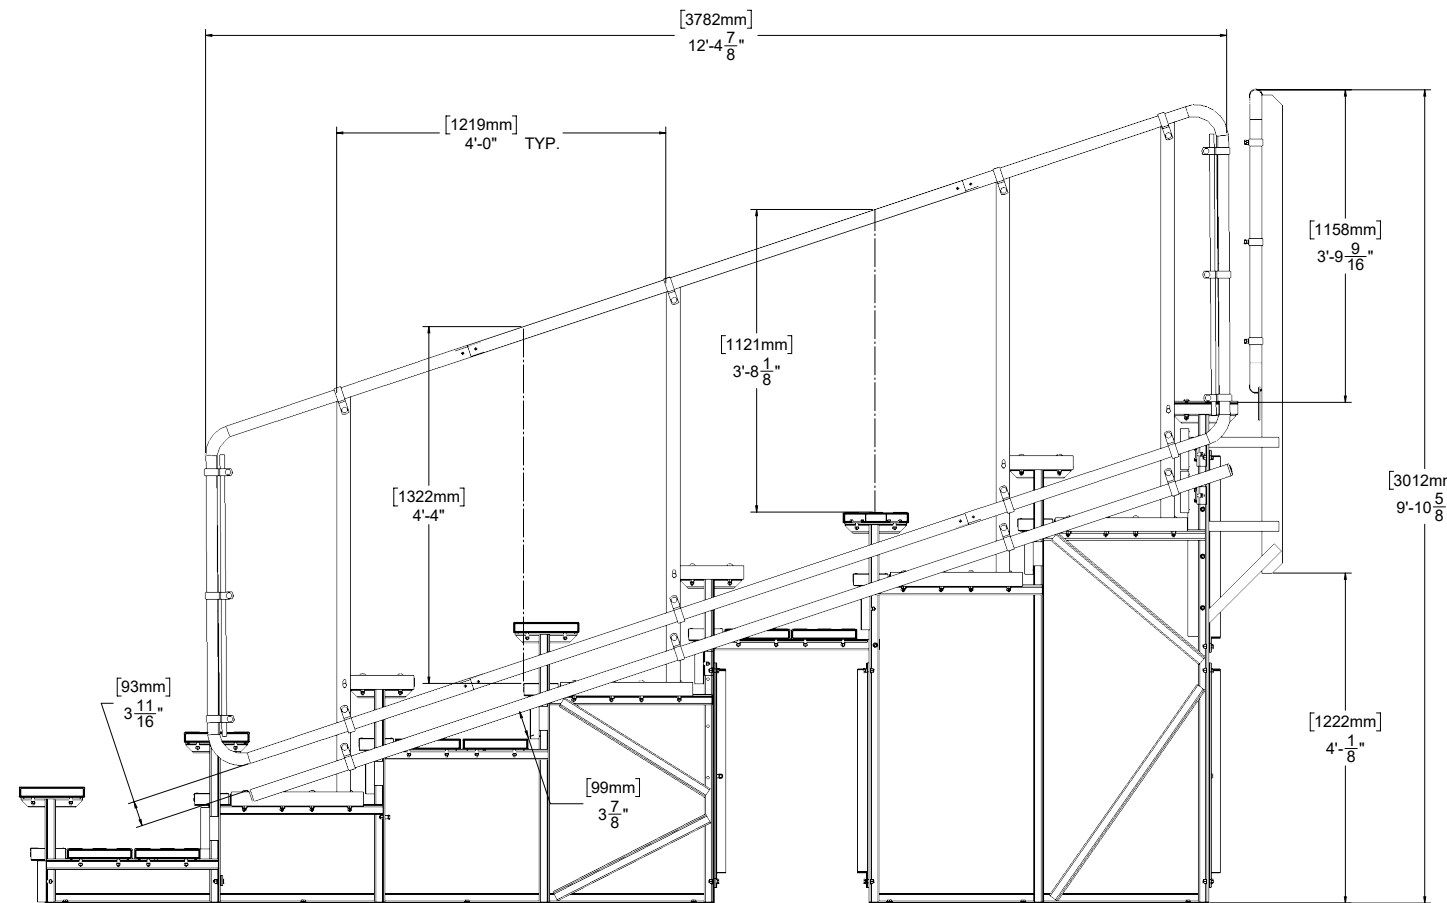 [3782mm]
12'-4 7/8"
[1219mm]
4'-0" TYP.
[1158mm]
3'-9 9/16"
[1121mm]
3'-8 1/8"
[1322mm]
4'-4"
[3012mm
9'-10 5/8
[93mm]
3 11/16"
[99mm]
3 7/8"
[1222mm]
4'-1/8"